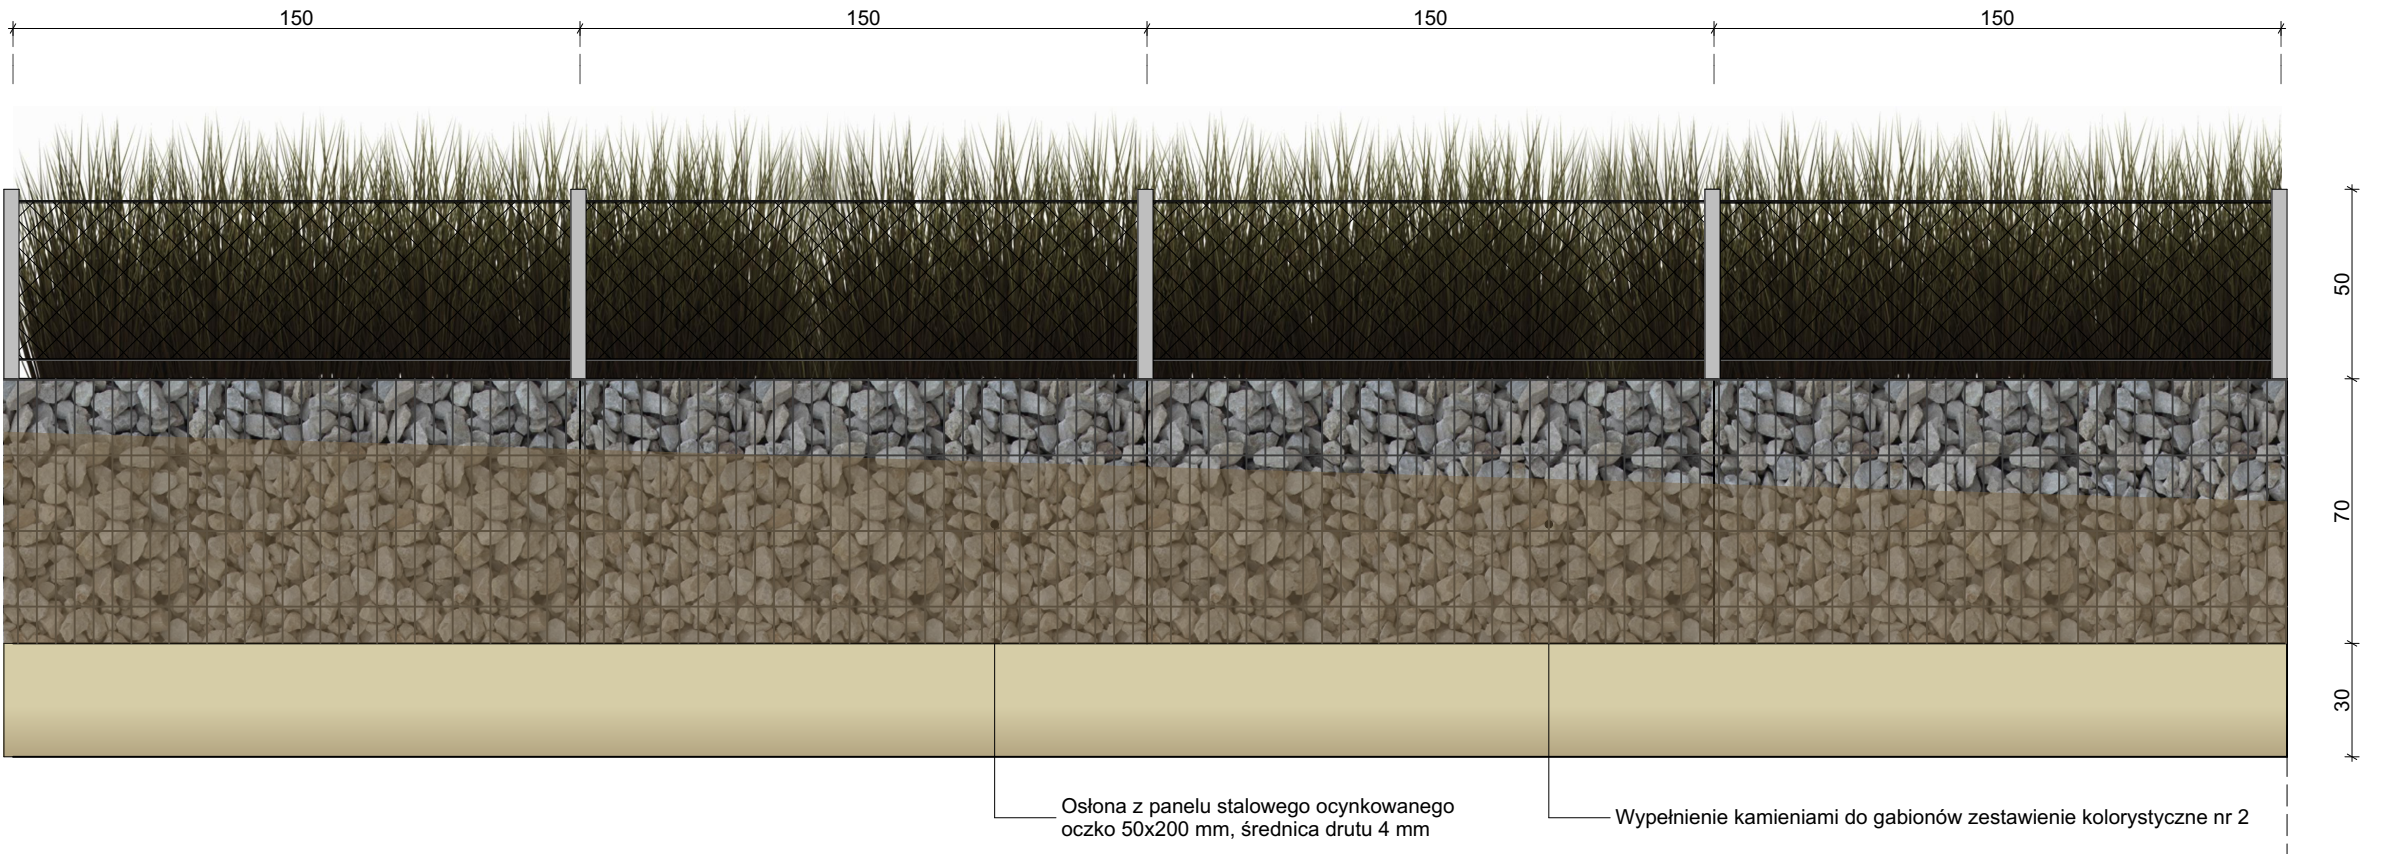 150
150
150
150
50
70
30
Osłona z panelu stalowego ocynkowanego
oczko 50x200 mm, średnica drutu 4 mm
Wypełnienie kamieniami do gabionów zestawienie kolorystyczne nr 2